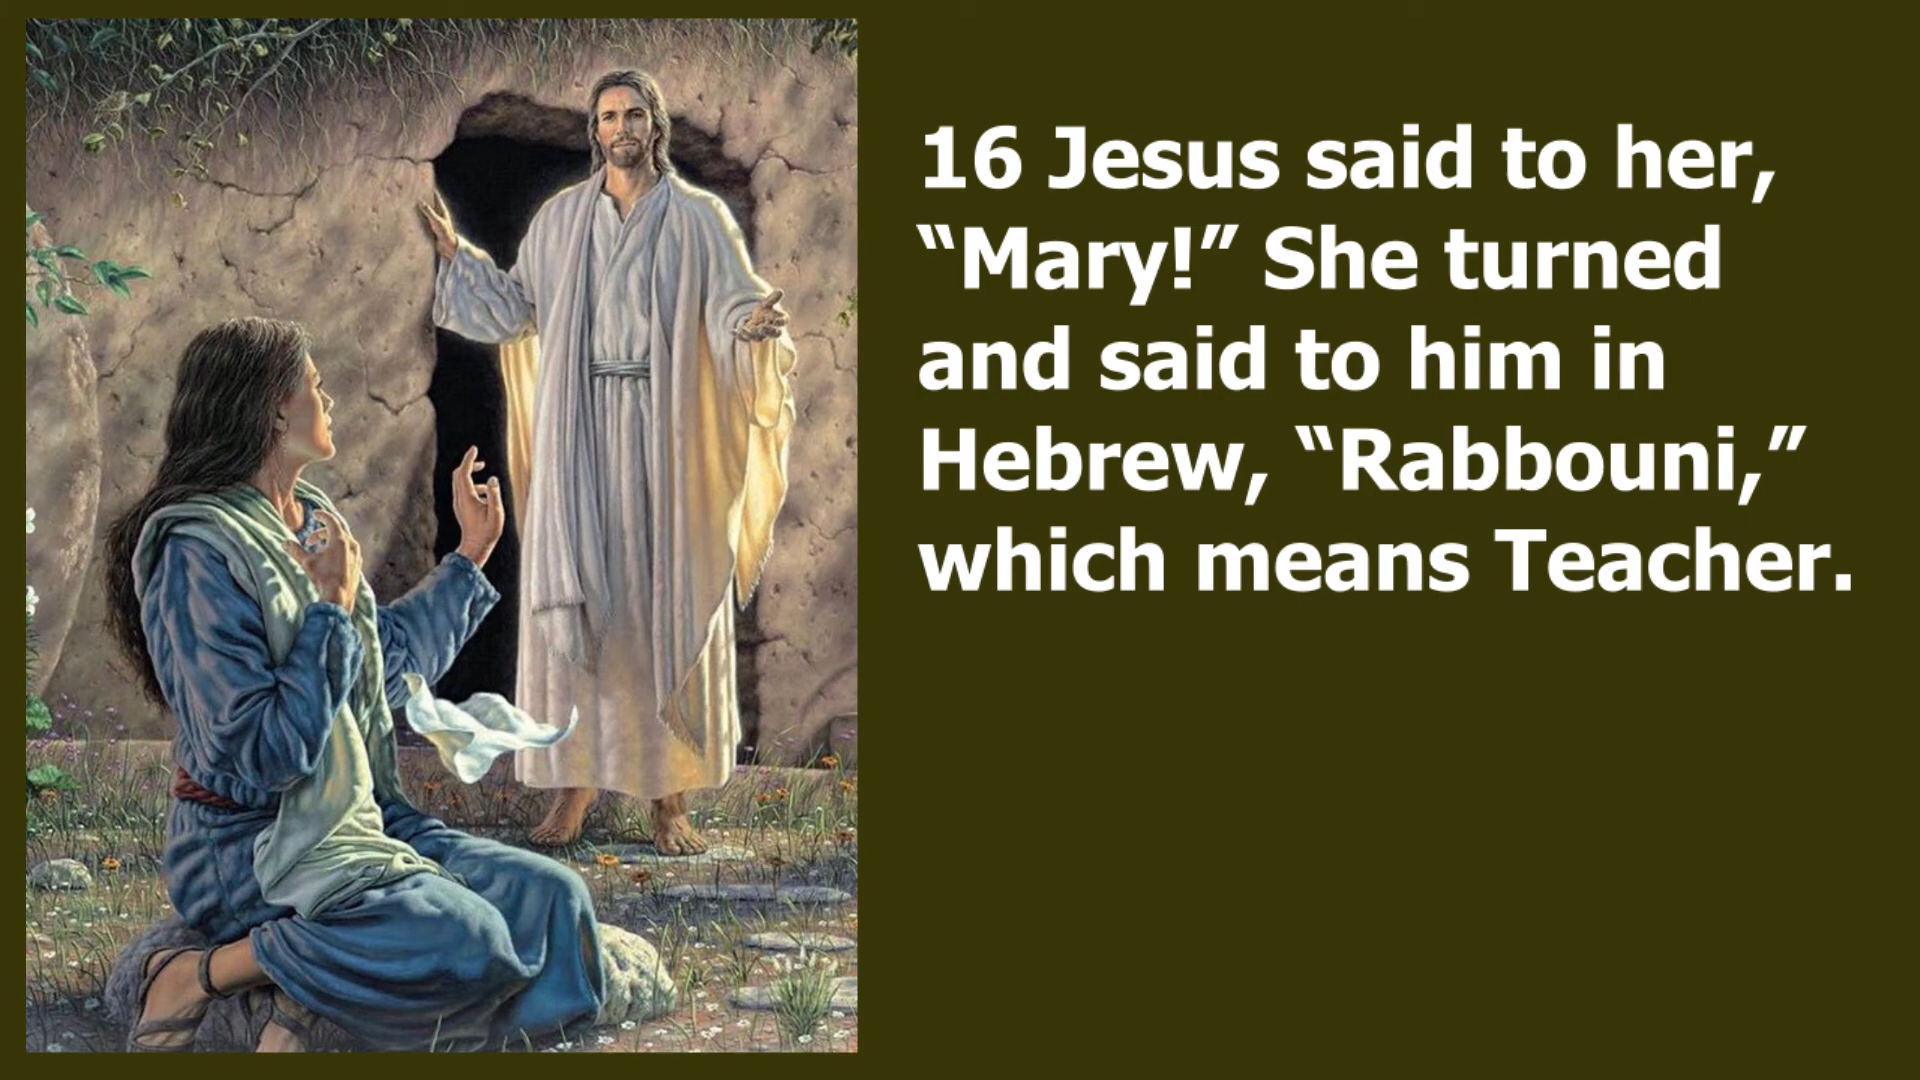 16 Jesus said to her,
“Mary!” She turned
and said to him in
Hebrew, “Rabbouni,”
which means Teacher.